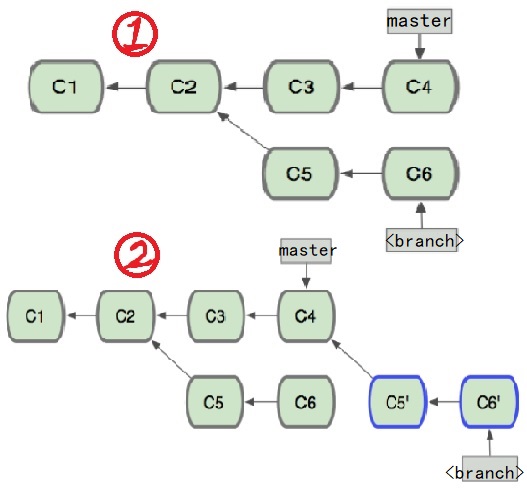 ①
master
C1 C2 C3 C4
C5 C6
<branch>
②
master
C1 C2 C3 C4
C5 C6 C5' C6'
<branch>